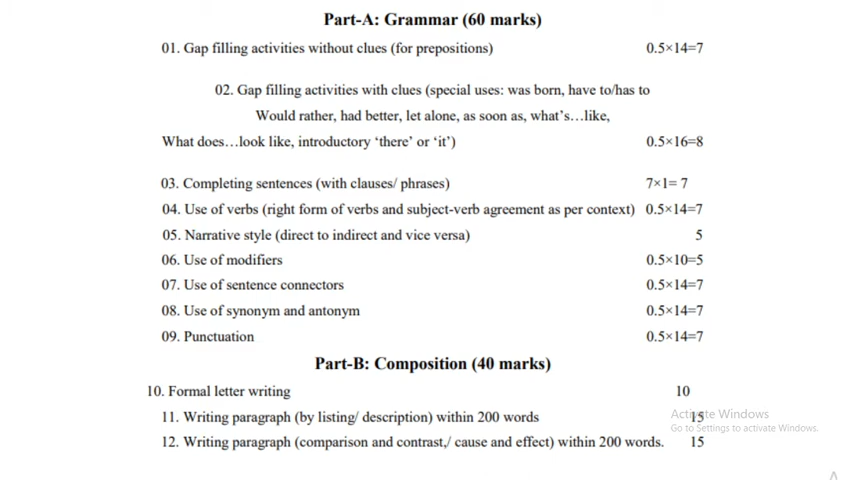 Part-A: Grammar (60 marks)
01. Gap filling activities without clues (for prepositions) 0.5×14=7
02. Gap filling activities with clues (special uses: was born, have to/has to
Would rather, had better, let alone, as soon as, what's…like,
What does…look like, introductory 'there' or 'it') 0.5×16=8
03. Completing sentences (with clauses/ phrases) 7×1= 7
04. Use of verbs (right form of verbs and subject-verb agreement as per context) 0.5×14=7
05. Narrative style (direct to indirect and vice versa) 5
06. Use of modifiers 0.5×10=5
07. Use of sentence connectors 0.5×14=7
08. Use of synonym and antonym 0.5×14=7
09. Punctuation 0.5×14=7
Part-B: Composition (40 marks)
10. Formal letter writing 10
11. Writing paragraph (by listing/ description) within 200 words 15
12. Writing paragraph (comparison and contrast,/ cause and effect) within 200 words. 15
Activate Windows
Go to Settings to activate Windows.